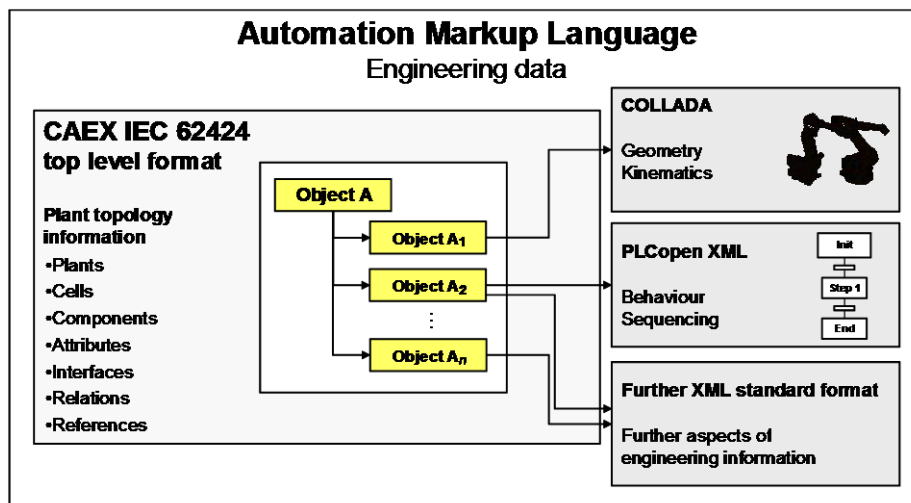 Automation Markup Language
Engineering data
CAEX IEC 62424
top level format
Plant topology
information
•Plants
•Cells
•Components
•Attributes
•Interfaces
•Relations
•References
Object A
Object A₁
Object A₂
⋮
Object Aₙ
COLLADA
Geometry
Kinematics
PLCopen XML
Behaviour
Sequencing
Init
Step 1
End
Further XML standard format
Further aspects of
engineering information